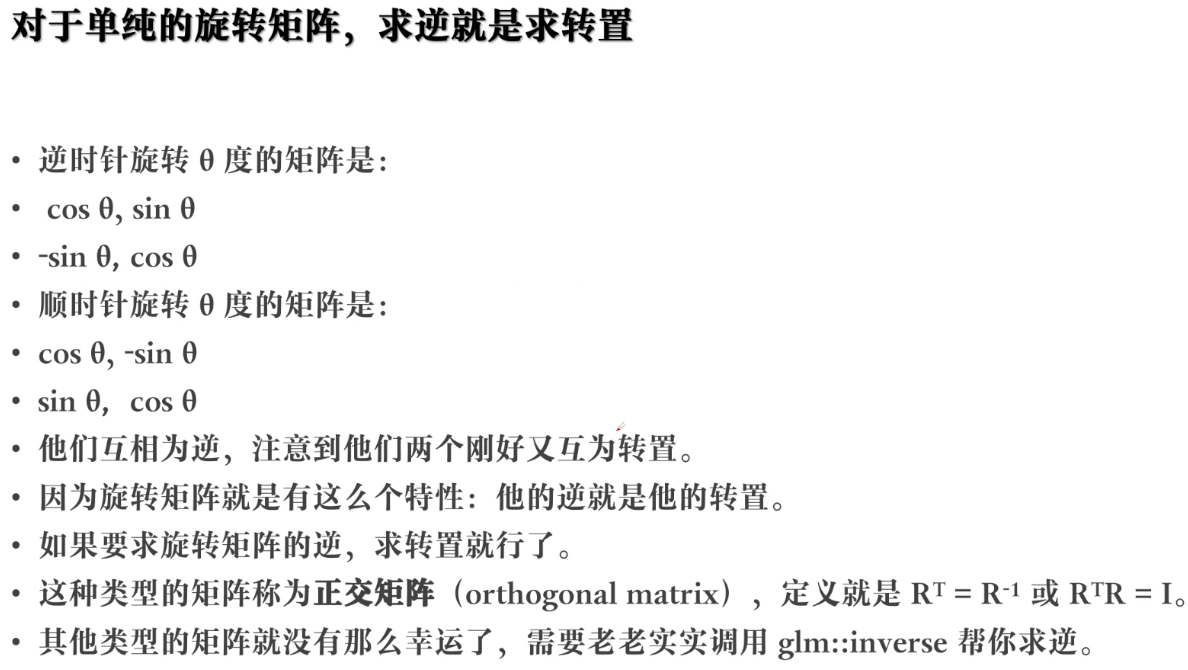 对于单纯的旋转矩阵，求逆就是求转置
• 逆时针旋转 θ 度的矩阵是：
• cos θ, sin θ
• -sin θ, cos θ
• 顺时针旋转 θ 度的矩阵是：
• cos θ, -sin θ
• sin θ，cos θ
• 他们互相为逆，注意到他们两个刚好又互为转置。
• 因为旋转矩阵就是有这么个特性：他的逆就是他的转置。
• 如果要求旋转矩阵的逆，求转置就行了。
• 这种类型的矩阵称为正交矩阵（orthogonal matrix），定义就是 Rᵀ = R⁻¹ 或 RᵀR = I。
• 其他类型的矩阵就没有那么幸运了，需要老老实实调用 glm::inverse 帮你求逆。